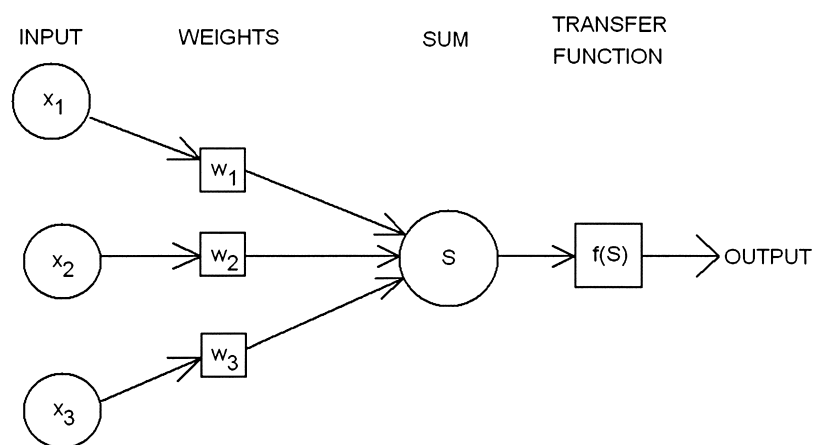 INPUT
WEIGHTS
SUM
TRANSFER
FUNCTION
x1
w1
x2
w2
S
f(S)
OUTPUT
w3
x3